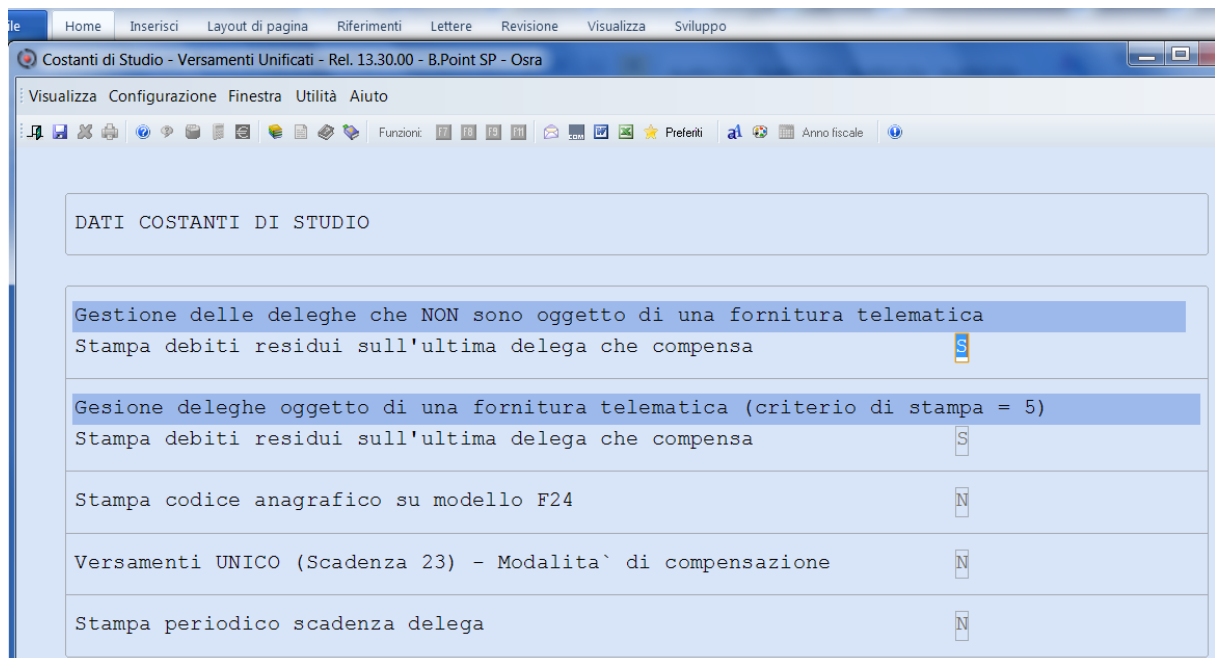 ile Home Inserisci Layout di pagina Riferimenti Lettere Revisione Visualizza Sviluppo
Costanti di Studio - Versamenti Unificati - Rel. 13.30.00 - B.Point SP - Osra
Visualizza Configurazione Finestra Utilità Aiuto
Funzioni: F7 F8 F9 F11 Preferiti Anno fiscale
DATI COSTANTI DI STUDIO
Gestione delle deleghe che NON sono oggetto di una fornitura telematica
Stampa debiti residui sull'ultima delega che compensa S
Gesione deleghe oggetto di una fornitura telematica (criterio di stampa = 5)
Stampa debiti residui sull'ultima delega che compensa S
Stampa codice anagrafico su modello F24 N
Versamenti UNICO (Scadenza 23) - Modalita` di compensazione N
Stampa periodico scadenza delega N